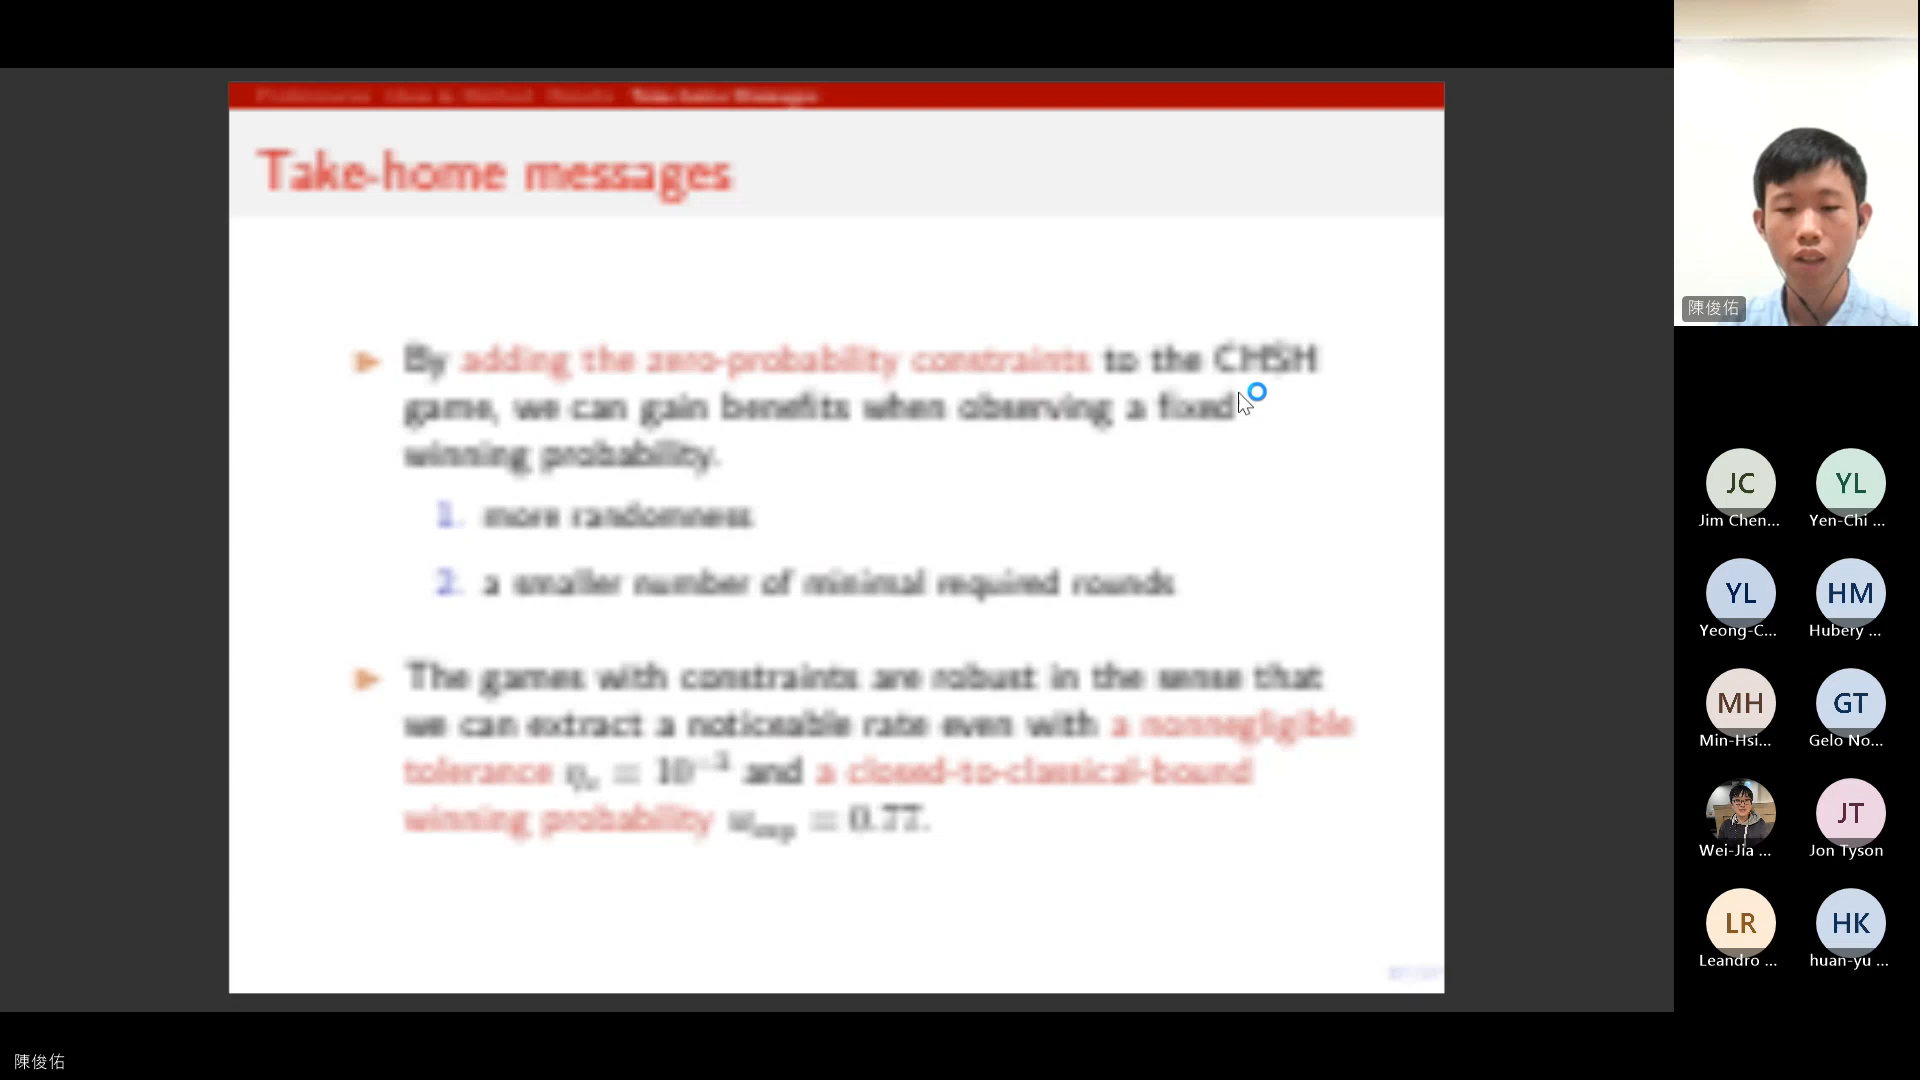 Take-home messages
By adding the zero-probability constraints to the CHSH
game, we can gain benefits when observing a fixed
winning probability.
1. more randomness
2. a smaller number of minimal required rounds
The games with constraints are robust in the sense that
we can extract a noticeable rate even with a nonnegligible
tolerance
and a closed-to-classical-bound
winning probability w_exp = 0.77.
陳俊佑
JC
YL
Jim Chen...
Yen-Chi ...
YL
HM
Yeong-C...
Hubery ...
MH
GT
Min-Hsi...
Gelo No...
JT
Wei-Jia ...
Jon Tyson
LR
HK
Leandro ...
huan-yu ...
陳俊佑